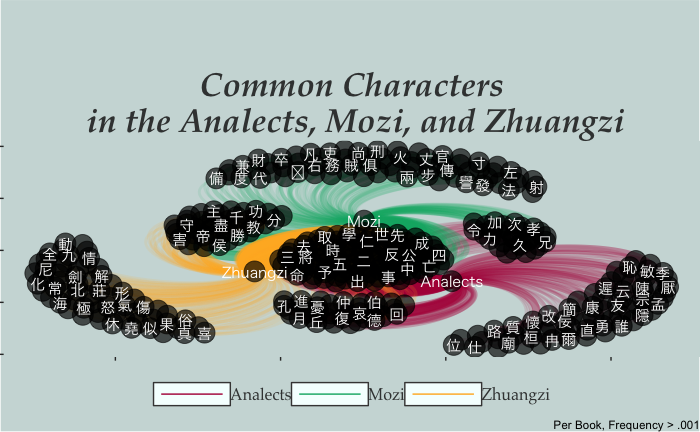 Common Characters
in the Analects, Mozi, and Zhuangzi
備 兼 度 財 代 卒 凡 石 吏 務 尚 賊 刑 俱 火 兩 丈 步 官 傳 寸 譽 發 左 法 射
守 害 主 帝 盡 侯 千 勝 功 教 分
Mozi
令 力 加 次 久 孝 兄
三 命 去 將 取 時 予 五 學 仁 二 出 世 先 反 事 公 中 成 亡 四
Zhuangzi
Analects
動 全 九 尼 情 化 常 劍 解 海 北 莊 極 怒 形 氣 傷 休 堯 似 果 俗 真 喜
孔 進 月 憂 丘 仲 復 哀 伯 德 回
恥 敏 季 厭 遲 云 陳 孟 友 宗 隱 康 簡 改 佞 懷 質 路 誰 勇 直 爾 冉 桓 廟 仕 位
Analects Mozi Zhuangzi
Per Book, Frequency > .001